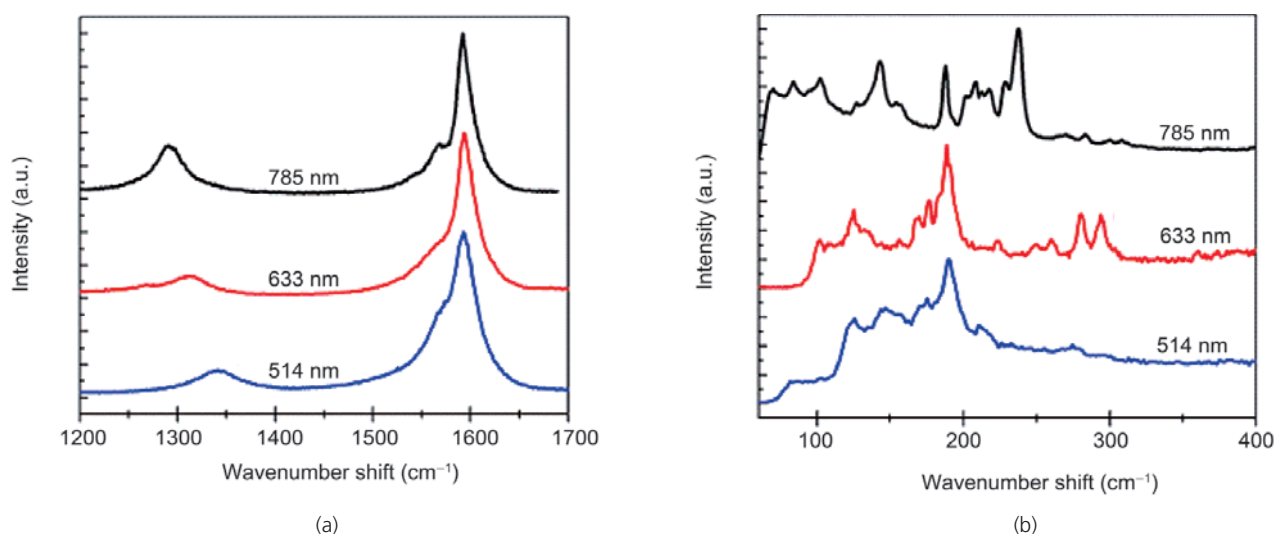 Intensity (a.u.)
785 nm
633 nm
514 nm
1200 1300 1400 1500 1600 1700
Wavenumber shift (cm⁻¹)
(a)
Intensity (a.u.)
785 nm
633 nm
514 nm
100 200 300 400
Wavenumber shift (cm⁻¹)
(b)